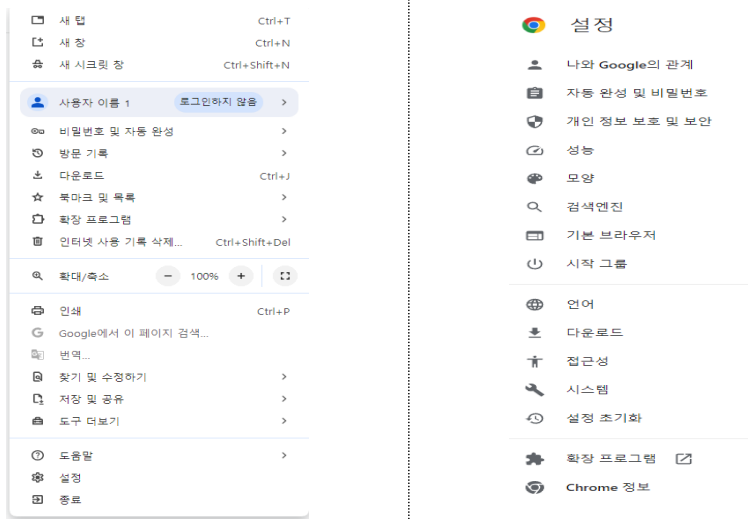 새 탭 Ctrl+T
새 창 Ctrl+N
새 시크릿 창 Ctrl+Shift+N
사용자 이름 1 로그인하지 않음
비밀번호 및 자동 완성
방문 기록
다운로드 Ctrl+J
북마크 및 목록
확장 프로그램
인터넷 사용 기록 삭제... Ctrl+Shift+Del
확대/축소 − 100% +
인쇄 Ctrl+P
Google에서 이 페이지 검색...
번역...
찾기 및 수정하기
저장 및 공유
도구 더보기
도움말
설정
종료
설정
나와 Google의 관계
자동 완성 및 비밀번호
개인 정보 보호 및 보안
성능
모양
검색엔진
기본 브라우저
시작 그룹
언어
다운로드
접근성
시스템
설정 초기화
확장 프로그램
Chrome 정보